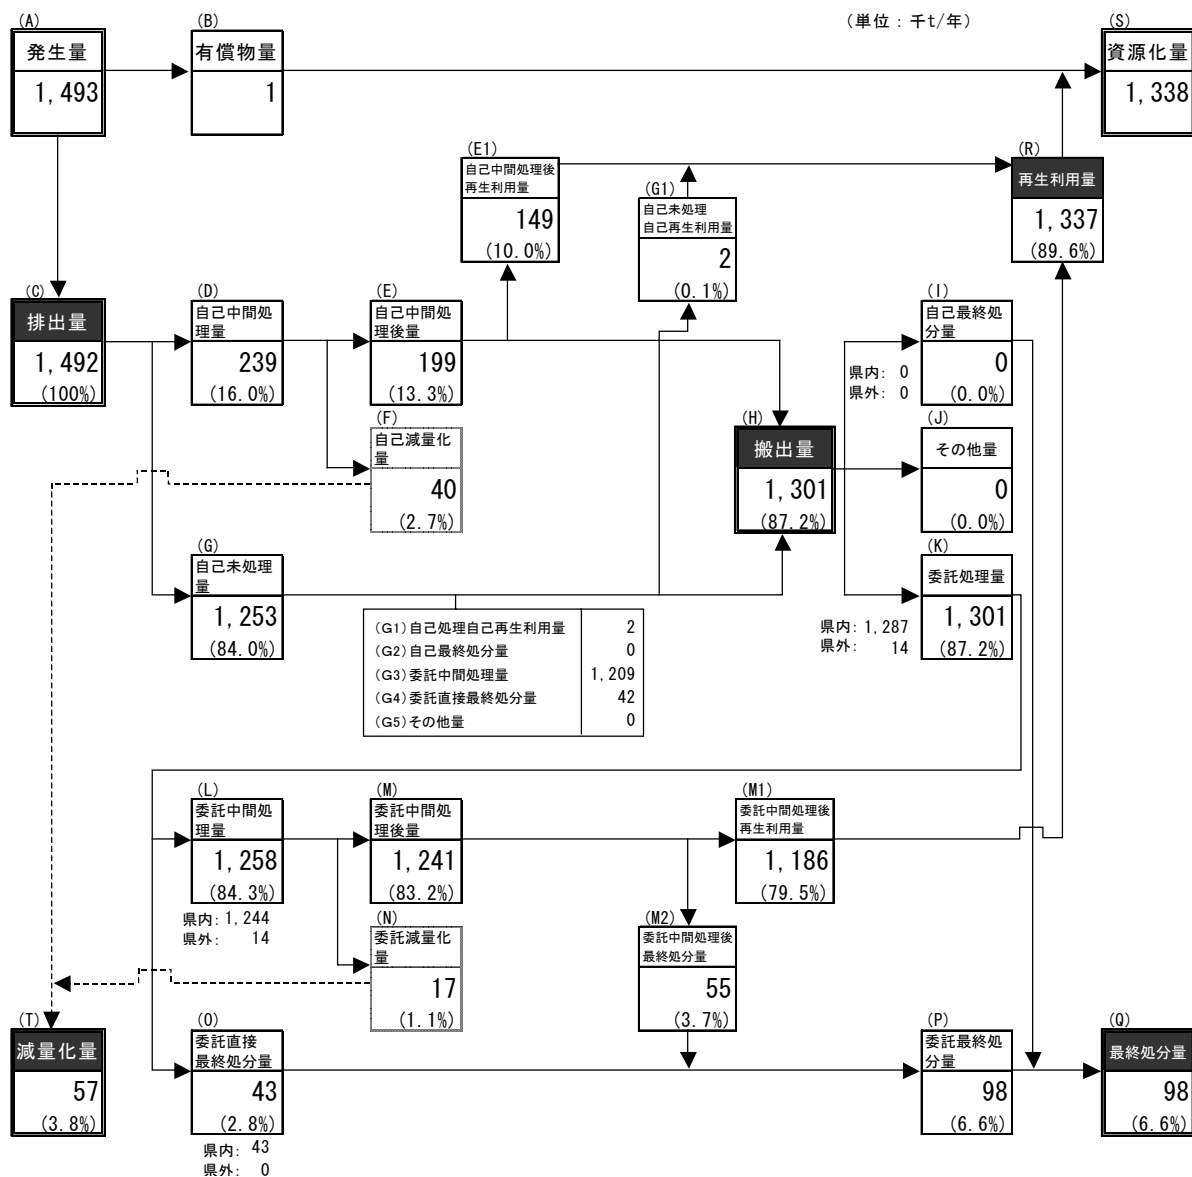 (A)
(B)
(単位：千t/年)
(S)
発生量
1,493
有償物量
1
資源化量
1,338
(E1)
自己中間処理後
再生利用量
149
(10.0%)
(G1)
自己未処理
自己再生利用量
2
(0.1%)
(R)
再生利用量
1,337
(89.6%)
(C)
排出量
1,492
(100%)
(D)
自己中間処
理量
239
(16.0%)
(E)
自己中間処
理後量
199
(13.3%)
(I)
自己最終処
分量
0
(0.0%)
県内: 0
県外: 0
(F)
自己減量化
量
40
(2.7%)
(H)
搬出量
1,301
(87.2%)
(J)
その他量
0
(0.0%)
(G)
自己未処理
量
1,253
(84.0%)
(K)
委託処理量
1,301
(87.2%)
県内: 1,287
県外: 14
(G1)自己処理自己再生利用量 2
(G2)自己最終処分量 0
(G3)委託中間処理量 1,209
(G4)委託直接最終処分量 42
(G5)その他量 0
(L)
委託中間処
理量
1,258
(84.3%)
県内: 1,244
県外: 14
(M)
委託中間処
理後量
1,241
(83.2%)
(M1)
委託中間処理後
再生利用量
1,186
(79.5%)
(N)
委託減量化
量
17
(1.1%)
(M2)
委託中間処理後
最終処分量
55
(3.7%)
(T)
減量化量
57
(3.8%)
(O)
委託直接
最終処分量
43
(2.8%)
県内: 43
県外: 0
(P)
委託最終処
分量
98
(6.6%)
(Q)
最終処分量
98
(6.6%)